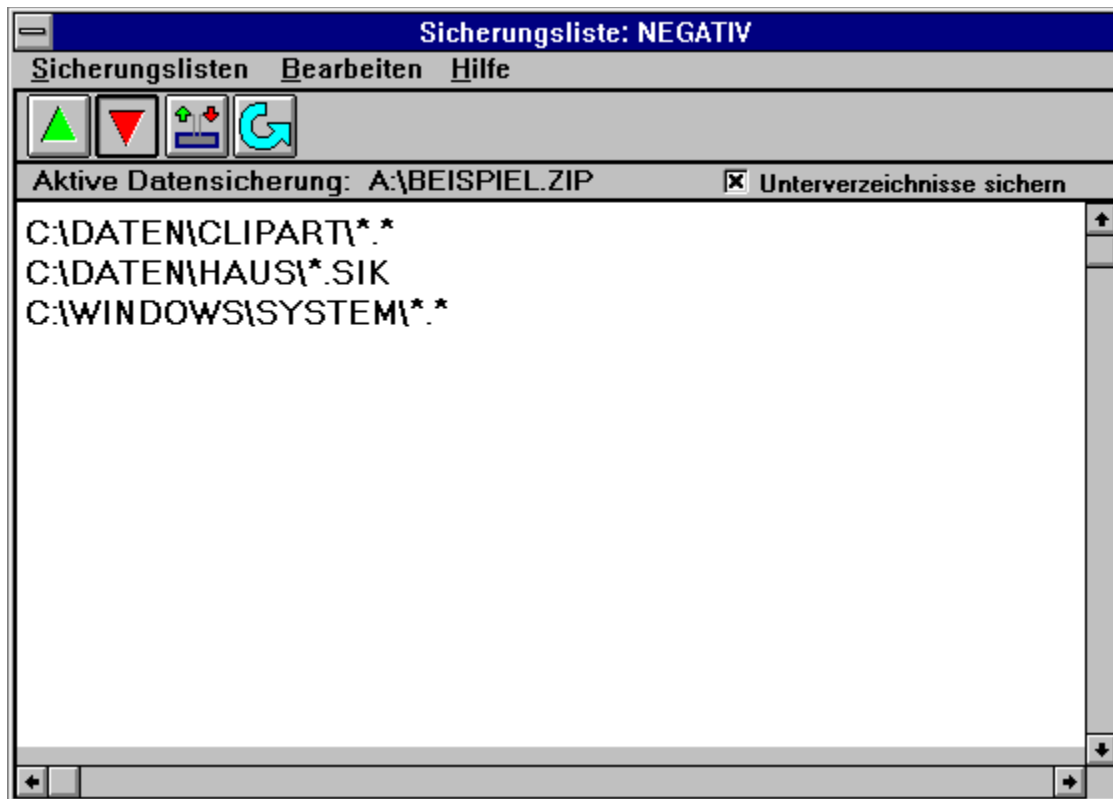 Sicherungsliste: NEGATIV
Sicherungslisten Bearbeiten Hilfe
Aktive Datensicherung: A:\BEISPIEL.ZIP Unterverzeichnisse sichern
C:\DATEN\CLIPART\*.*
C:\DATEN\HAUS\*.SIK
C:\WINDOWS\SYSTEM\*.*